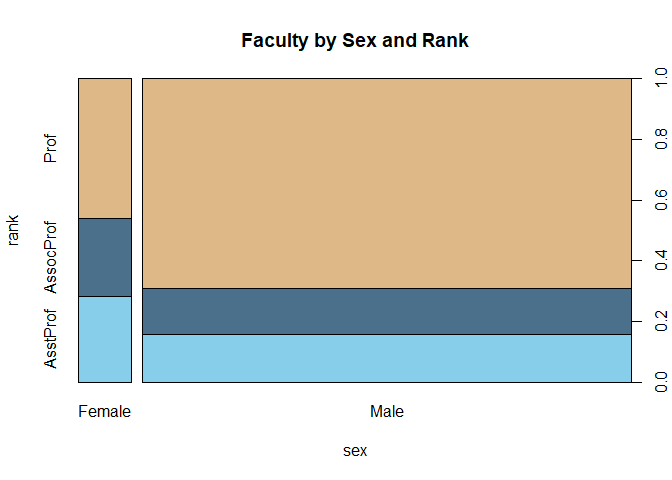 Faculty by Sex and Rank
rank
Prof
AssocProf
AsstProf
1.0
0.8
0.6
0.4
0.2
0.0
Female
Male
sex